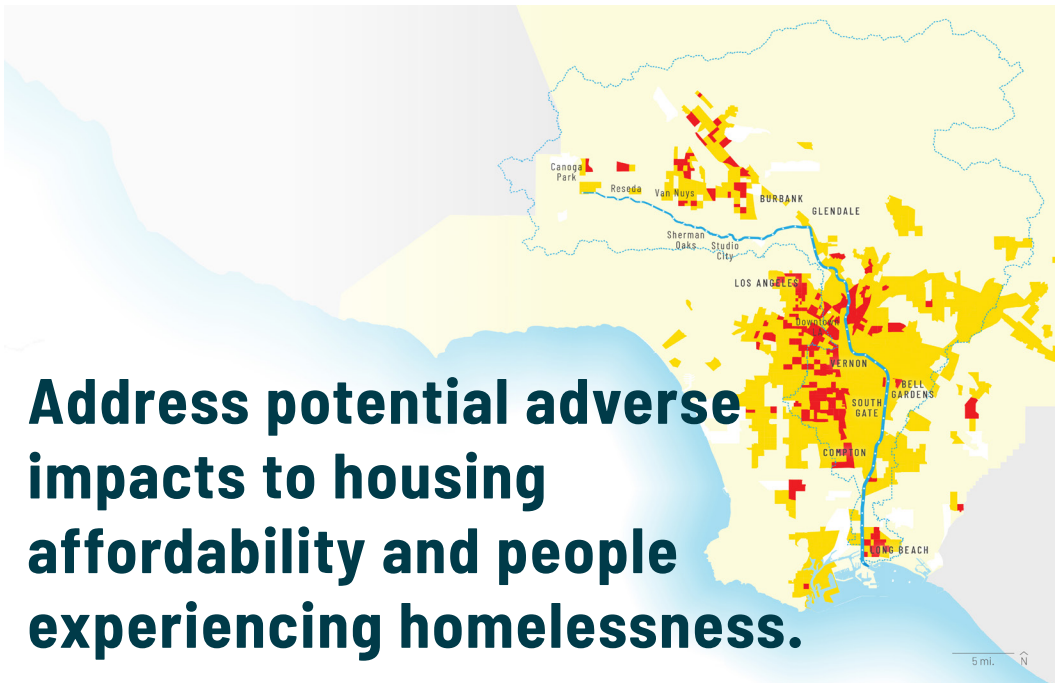 Canoga
Park
Reseda
Van Nuys
BURBANK
GLENDALE
Sherman
Oaks
Studio
City
LOS ANGELES
Downtown
VERNON
BELL
GARDENS
SOUTH
GATE
COMPTON
LONG BEACH
Address potential adverse
impacts to housing
affordability and people
experiencing homelessness.
5 mi.
N